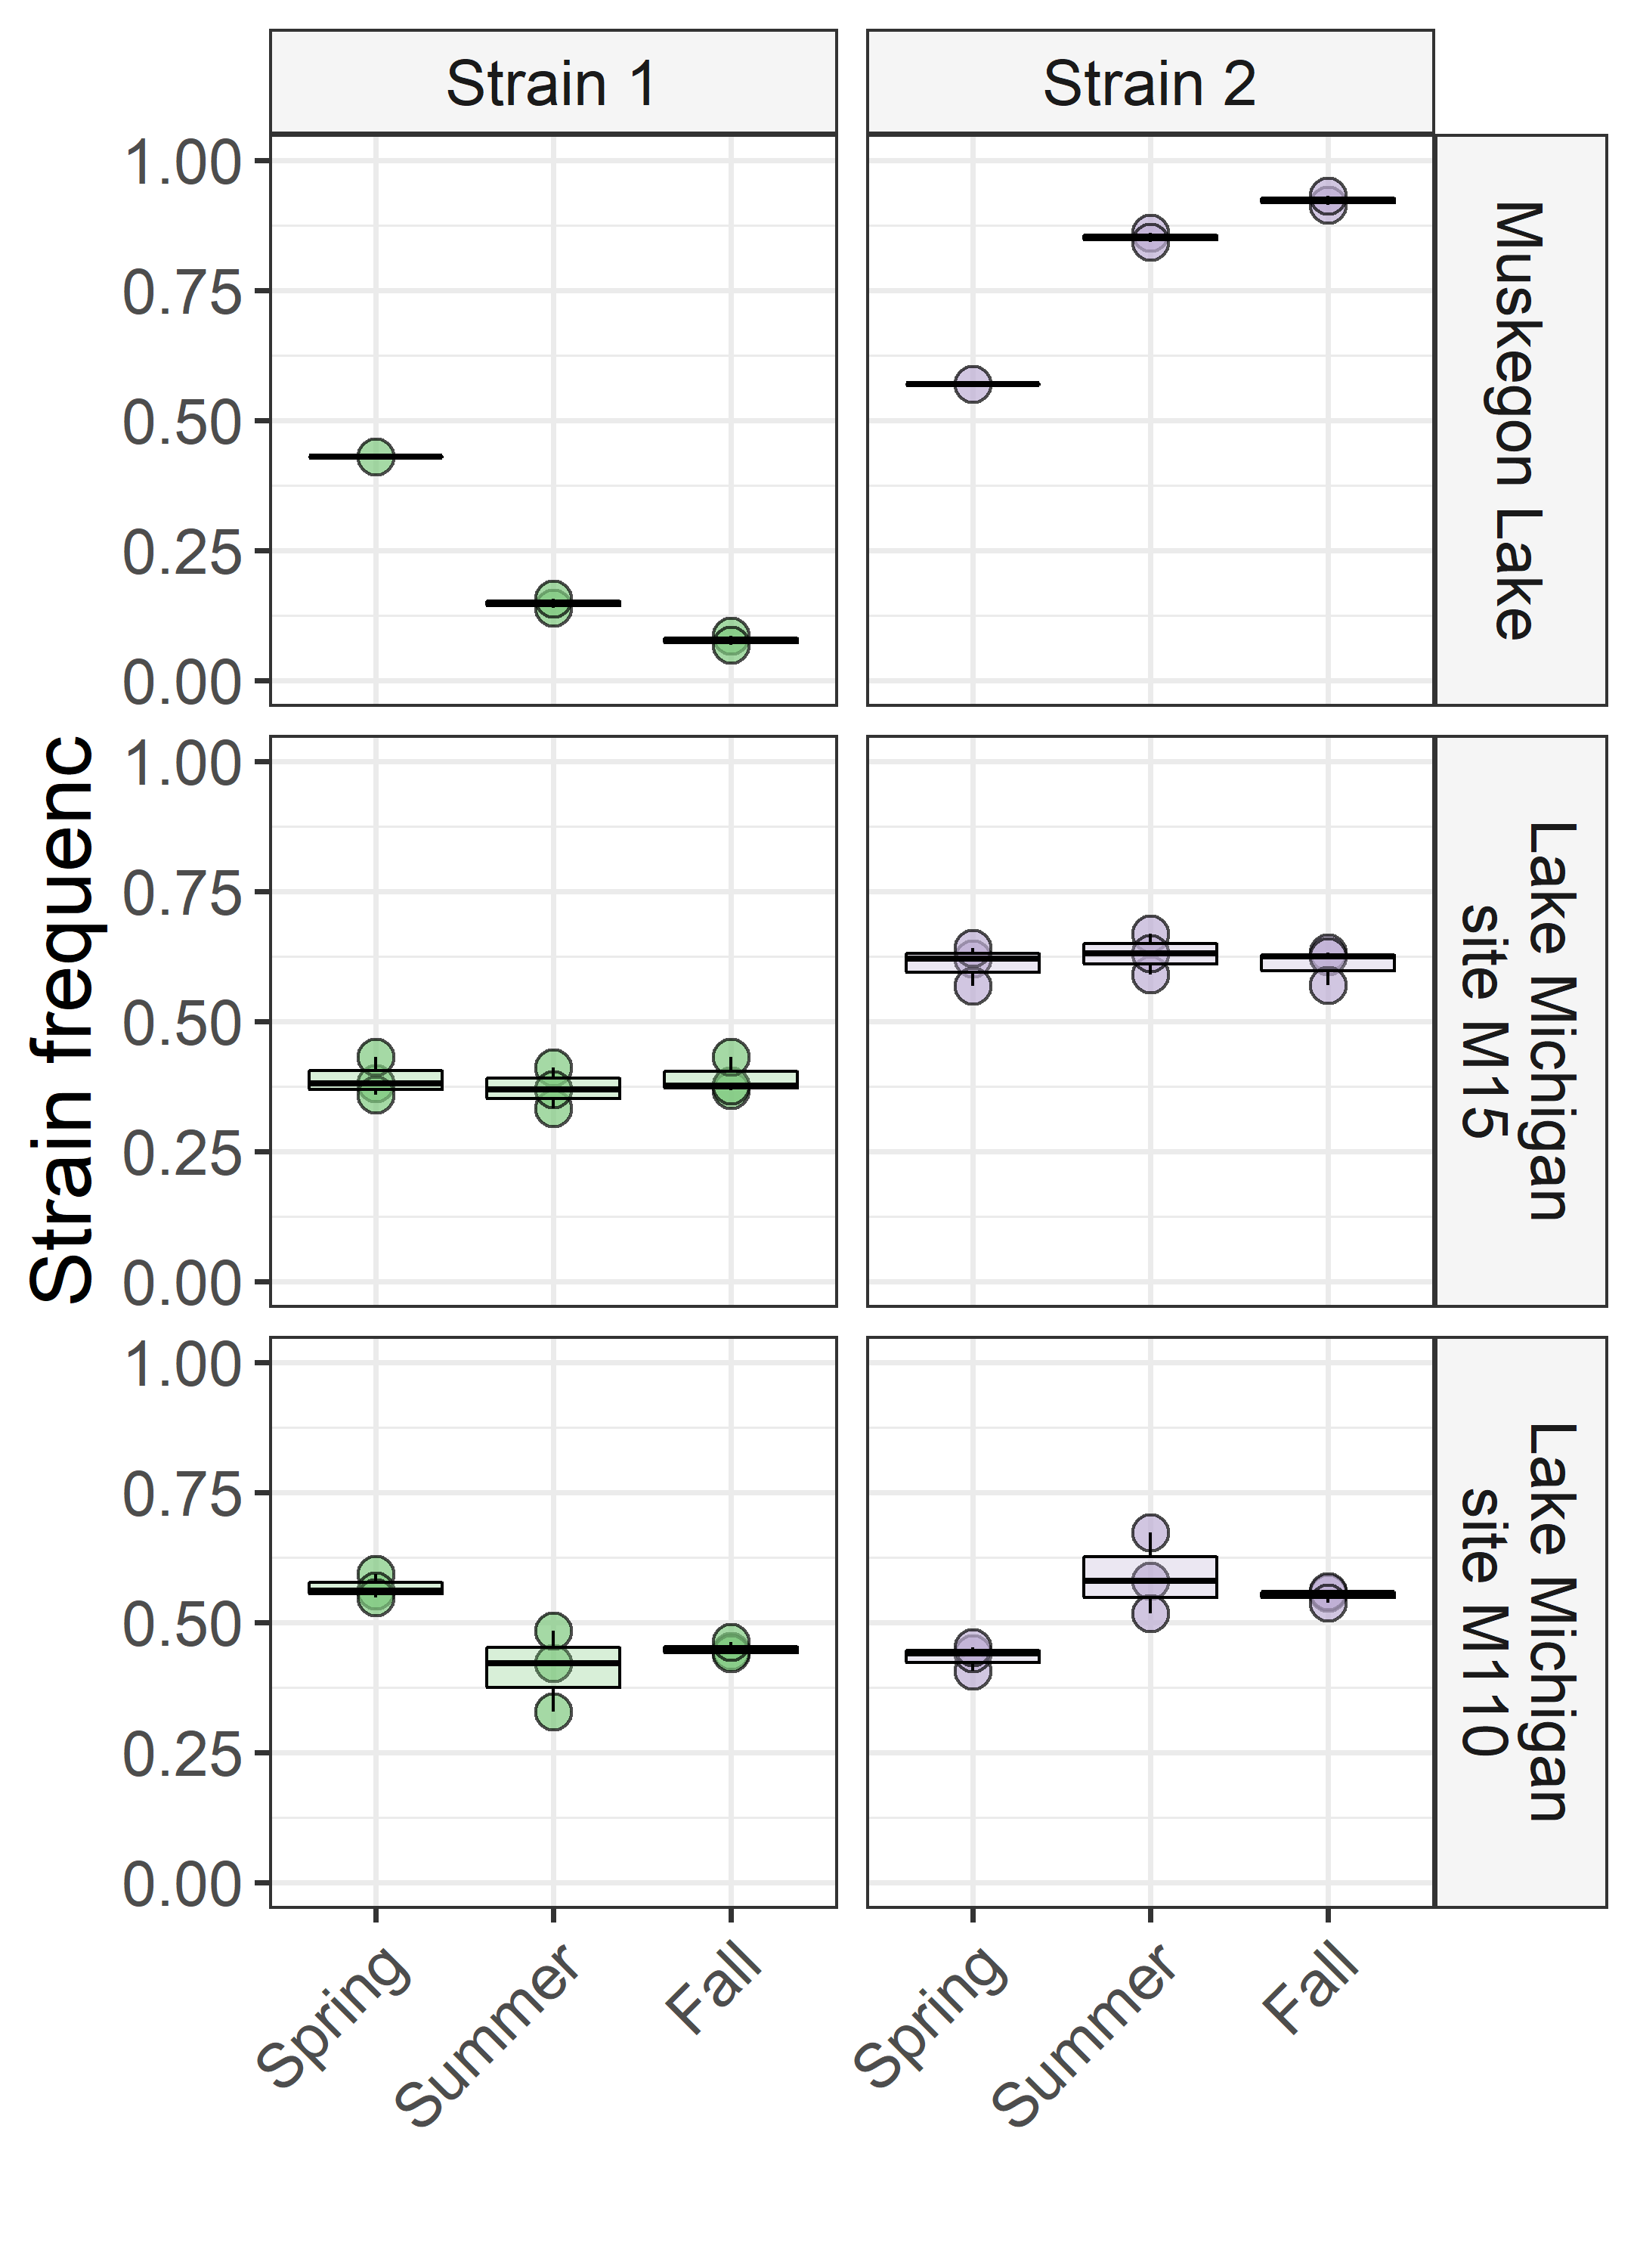 Strain 1
Strain 2
1.00
0.75
0.50
0.25
0.00
Muskegon Lake
Strain frequenc
1.00
0.75
0.50
0.25
0.00
Lake Michigan
site M15
1.00
0.75
0.50
0.25
0.00
Lake Michigan
site M110
Spring
Summer
Fall
Spring
Summer
Fall